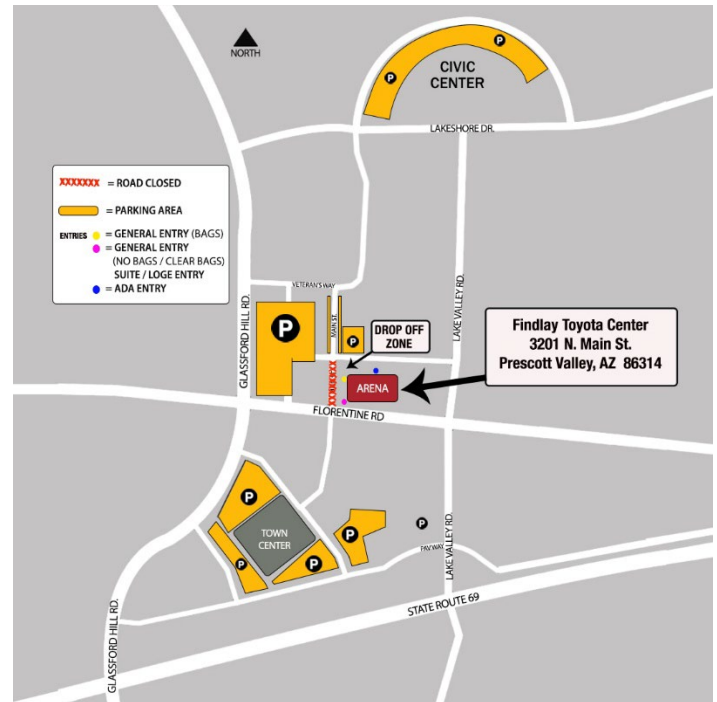 NORTH
CIVIC
CENTER
P
P
LAKESHORE DR.
XXXXXXX = ROAD CLOSED
= PARKING AREA
ENTRIES = GENERAL ENTRY (BAGS)
= GENERAL ENTRY
(NO BAGS / CLEAR BAGS)
SUITE / LOGE ENTRY
= ADA ENTRY
GLASSFORD HILL RD.
VETERAN'S WAY
MAIN ST.
LAKE VALLEY RD.
P
P
DROP OFF
ZONE
Findlay Toyota Center
3201 N. Main St.
Prescott Valley, AZ 86314
XXXXXXX
ARENA
FLORENTINE RD
P
TOWN
CENTER
P
P
P
P
PAV WAY
LAKE VALLEY RD.
STATE ROUTE 69
GLASSFORD HILL RD.